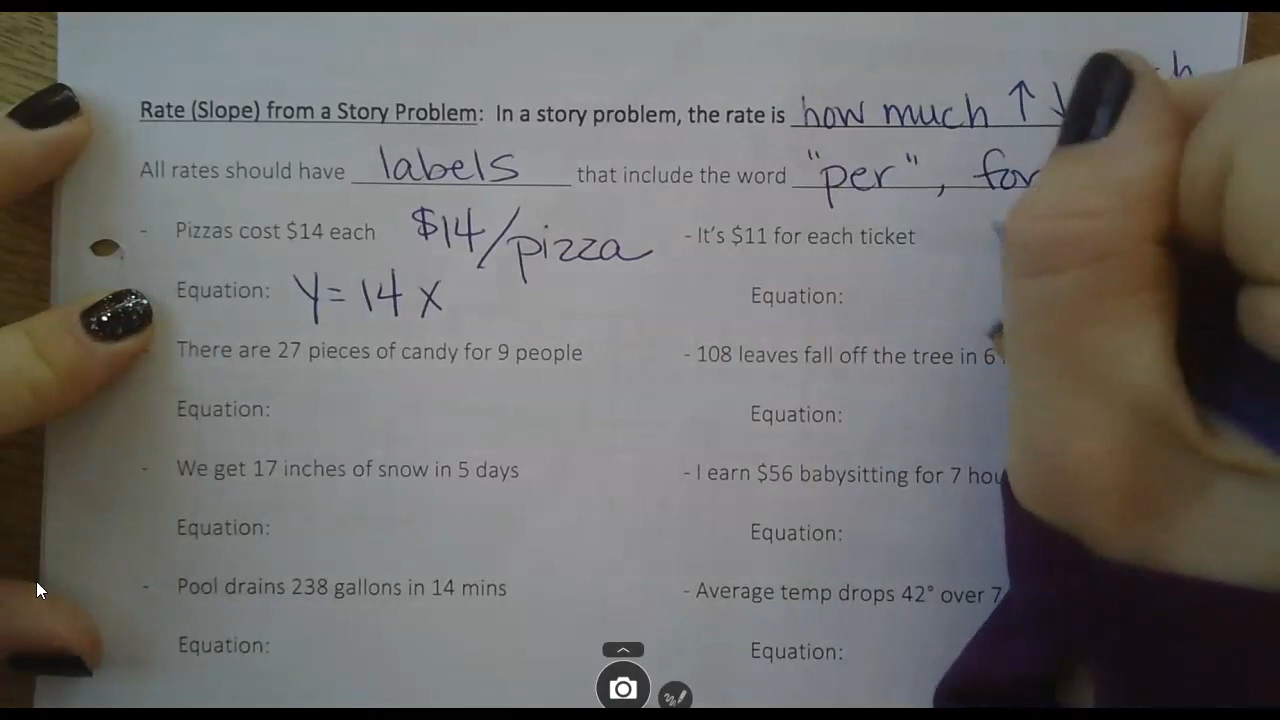 Rate (Slope) from a Story Problem: In a story problem, the rate is how much ↑ ↓
All rates should have labels that include the word "per", for
- Pizzas cost $14 each $14/pizza - It's $11 for each ticket
Equation: y = 14 x Equation:
- There are 27 pieces of candy for 9 people - 108 leaves fall off the tree in 6
Equation: Equation:
- We get 17 inches of snow in 5 days - I earn $56 babysitting for 7
Equation: Equation:
- Pool drains 238 gallons in 14 mins - Average temp drops 42° over 7
Equation: Equation: